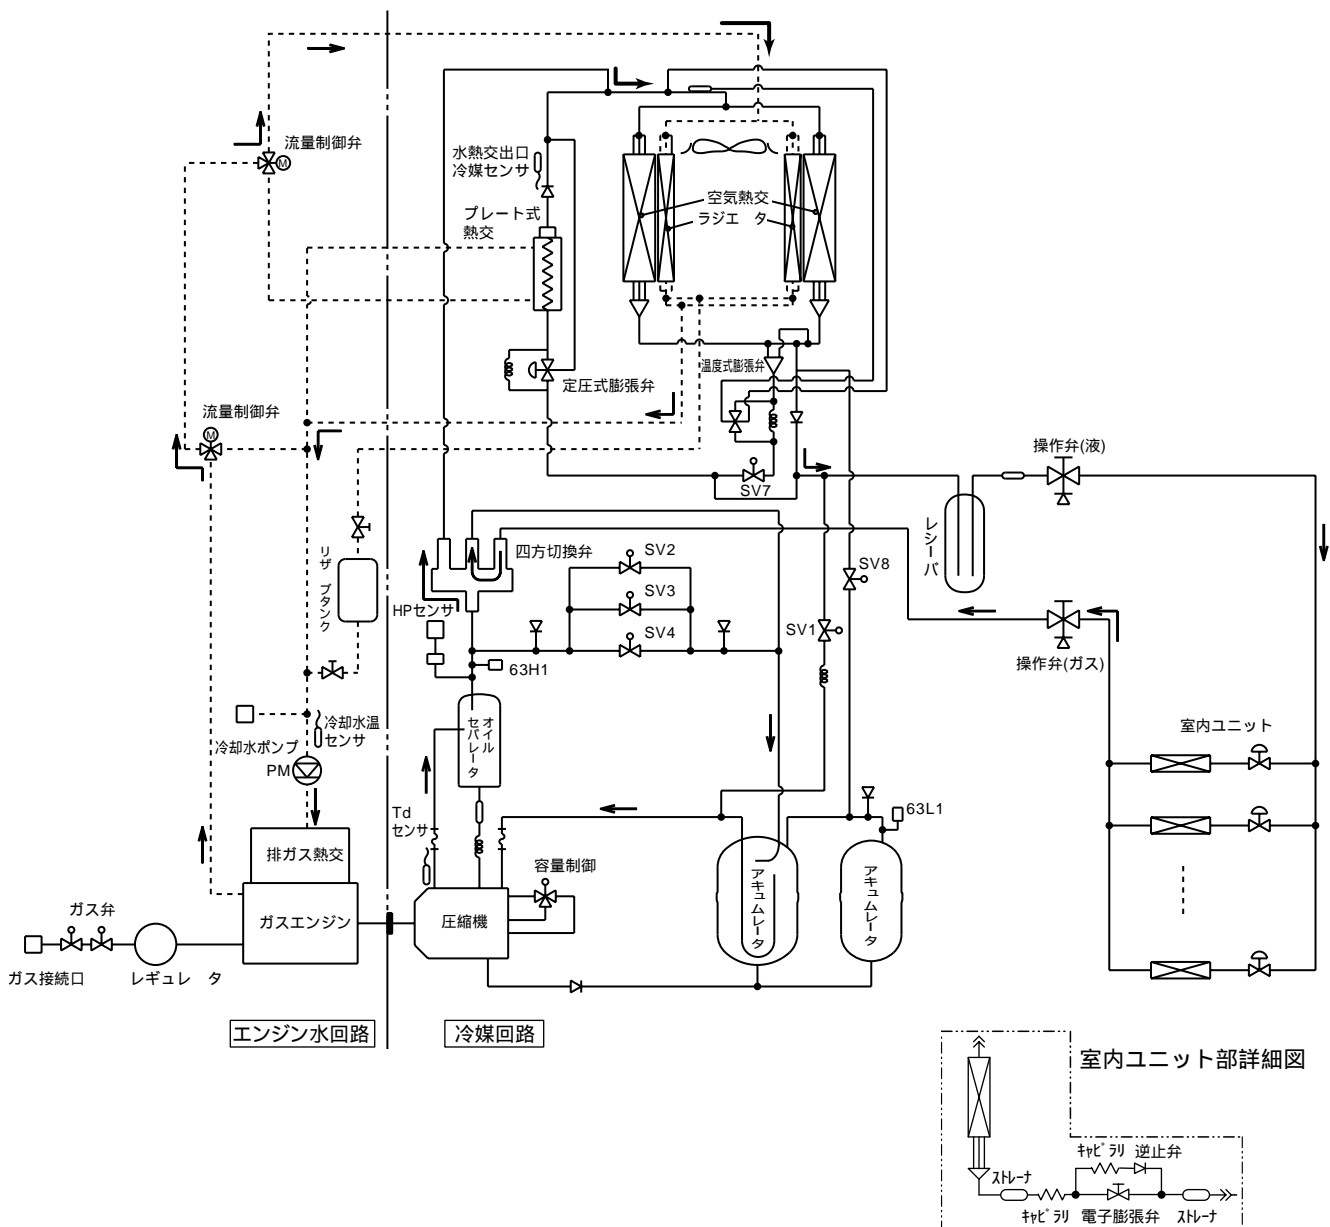 流量制御弁
M
水熱交出口
冷媒センサ
プレート式
熱交
空気熱交
ラジエ タ
温度式膨張弁
定圧式膨張弁
流量制御弁
M
SV7
操作弁(液)
レシーバ
リザ ブタンク
四方切換弁
SV2
SV3
SV4
SV8
SV1
HPセンサ
63H1
操作弁(ガス)
オイル
セパレータ
冷却水温
センサ
冷却水ポンプ
PM
室内ユニット
Td
センサ
63L1
排ガス熱交
容量制御
アキュムレータ
アキュムレータ
ガス弁
ガスエンジン
圧縮機
ガス接続口
レギュレ タ
エンジン水回路
冷媒回路
室内ユニット部詳細図
キャピラリ 逆止弁
ストレーナ
キャピラリ 電子膨張弁 ストレーナ